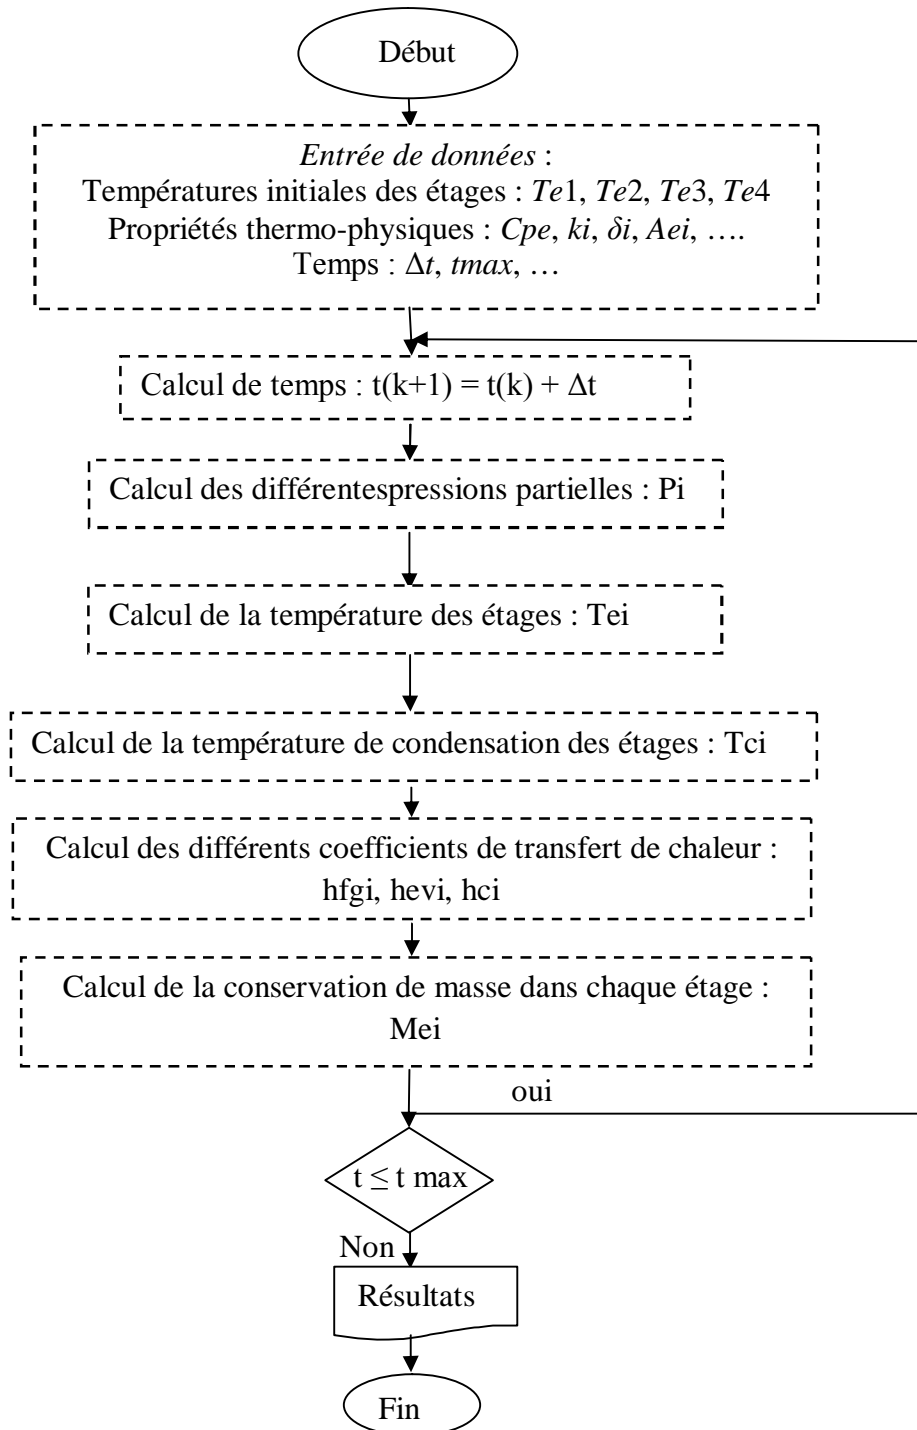 Début
Entrée de données :
Températures initiales des étages : Te1, Te2, Te3, Te4
Propriétés thermo-physiques : Cpe, ki, δi, Aei, ….
Temps : Δt, tmax, …
Calcul de temps : t(k+1) = t(k) + Δt
Calcul des différentespressions partielles : Pi
Calcul de la température des étages : Tei
Calcul de la température de condensation des étages : Tci
Calcul des différents coefficients de transfert de chaleur :
hfgi, hevi, hci
Calcul de la conservation de masse dans chaque étage :
Mei
oui
t ≤ t max
Non
Résultats
Fin